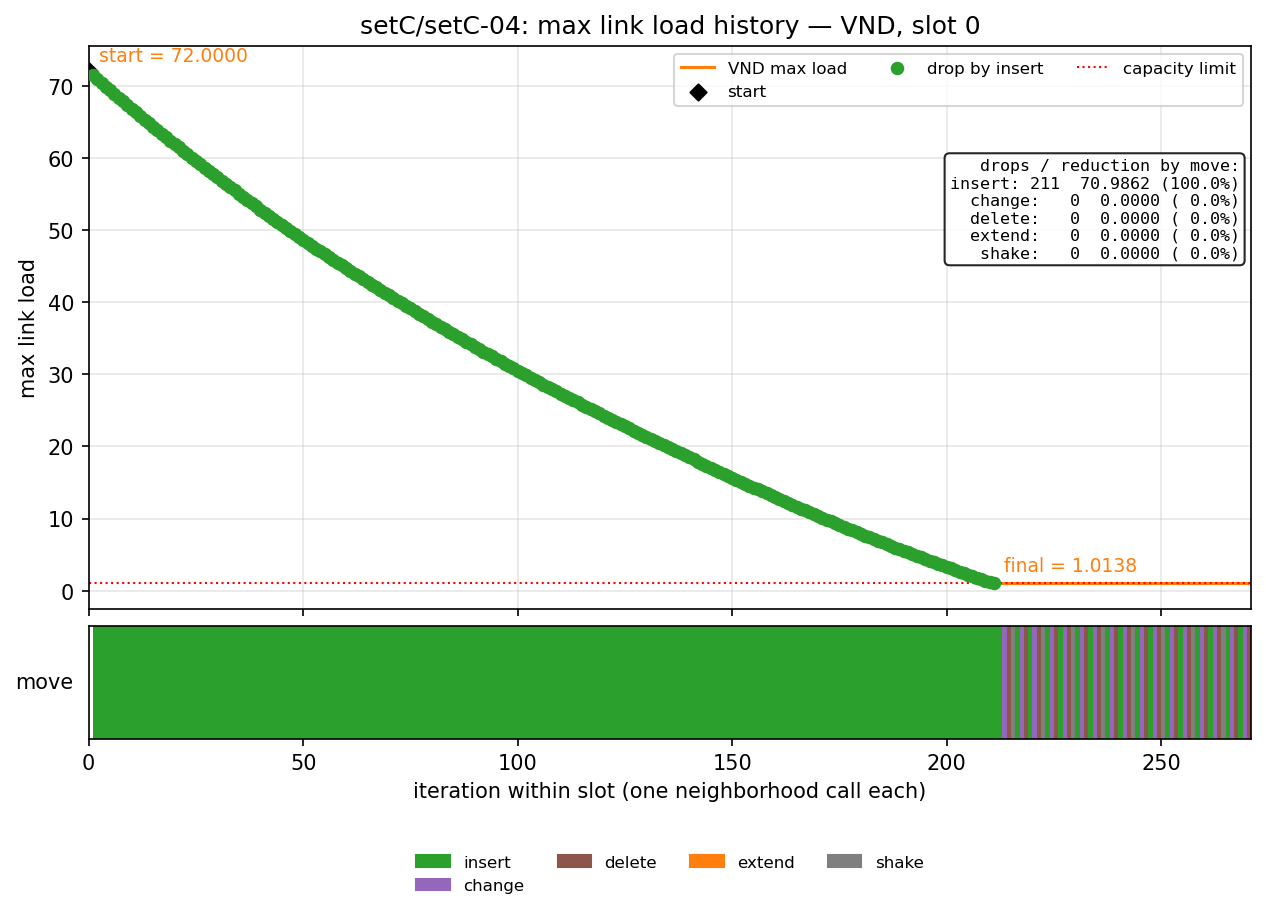 setC/setC-04: max link load history — VND, slot 0
start = 72.0000
VND max load
drop by insert
capacity limit
start
drops / reduction by move:
insert: 211 70.9862 (100.0%)
change: 0 0.0000 ( 0.0%)
delete: 0 0.0000 ( 0.0%)
extend: 0 0.0000 ( 0.0%)
shake: 0 0.0000 ( 0.0%)
max link load
70
60
50
40
30
20
10
0
final = 1.0138
move
0 50 100 150 200 250
iteration within slot (one neighborhood call each)
insert delete extend shake
change